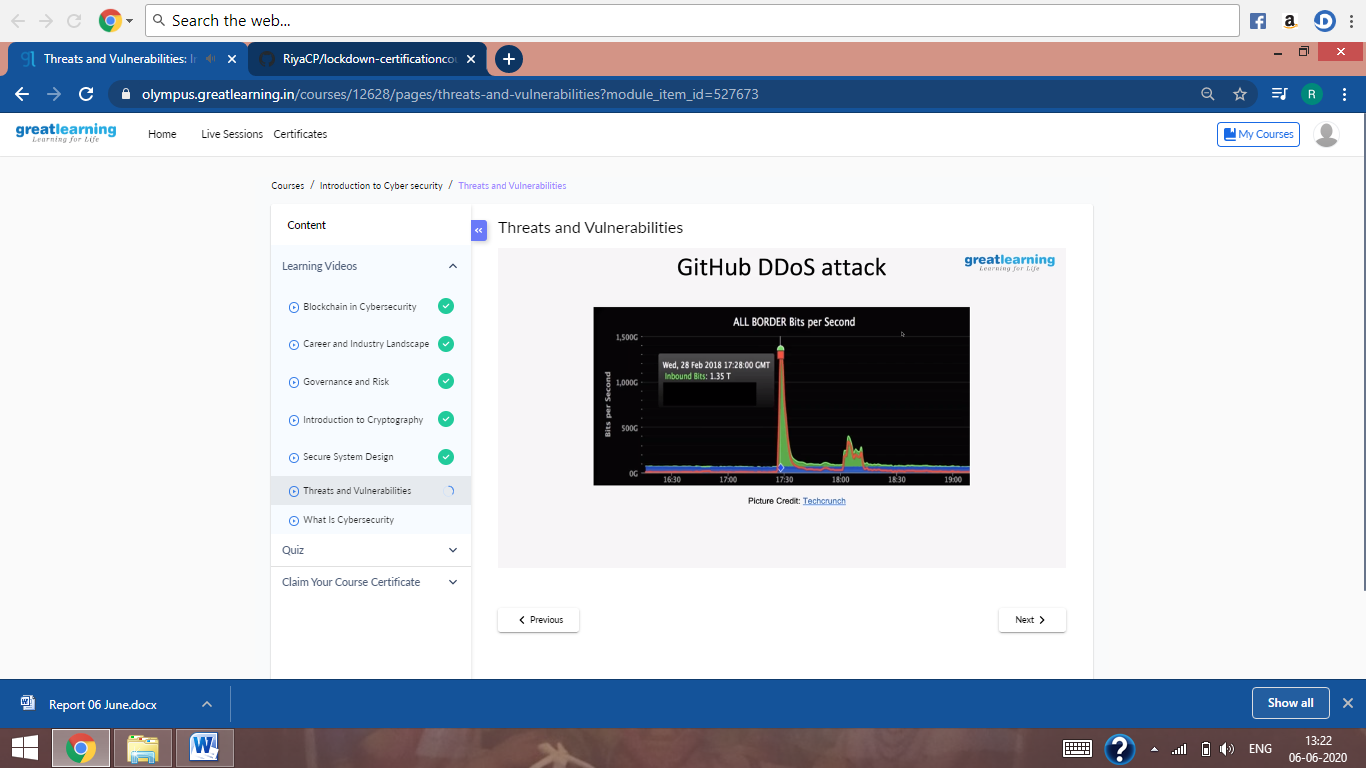 Search the web...
Threats and Vulnerabilities: In
RiyaCP/lockdown-certificationcou
olympus.greatlearning.in/courses/12628/pages/threats-and-vulnerabilities?module_item_id=527673
R
greatlearning
Learning for Life
Home Live Sessions Certificates
My Courses
Courses / Introduction to Cyber security / Threats and Vulnerabilities
Content
Learning Videos
Blockchain in Cybersecurity
Career and Industry Landscape
Governance and Risk
Introduction to Cryptography
Secure System Design
Threats and Vulnerabilities
What Is Cybersecurity
Quiz
Claim Your Course Certificate
Threats and Vulnerabilities
GitHub DDoS attack
greatlearning
Learning for Life
ALL BORDER Bits per Second
Bits per Second
1,500G
1,000G
500G
0G
Wed, 28 Feb 2018 17:28:00 GMT
Inbound Bits: 1.35 T
16:30 17:00 17:30 18:00 18:30 19:00
Picture Credit: Techcrunch
Previous
Next
Report 06 June.docx
Show all
ENG
13:22
06-06-2020